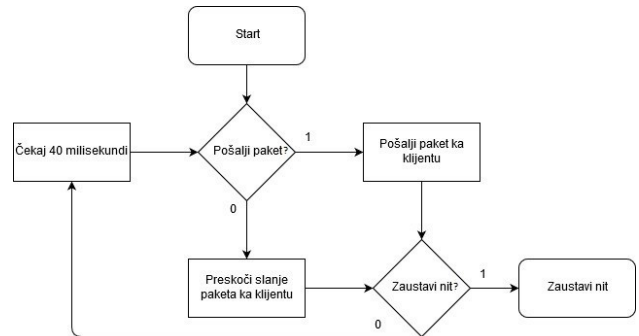 Start
Čekaj 40 milisekundi
Pošalji paket?
1
Pošalji paket ka
klijentu
0
Preskoči slanje
paketa ka klijentu
Zaustavi nit?
1
Zaustavi nit
0